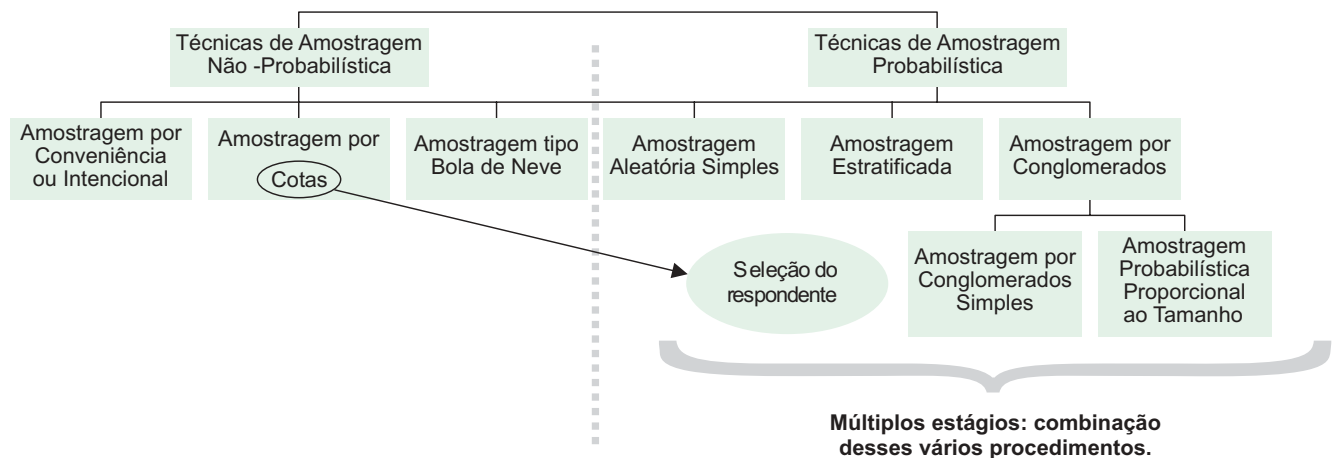 Técnicas de Amostragem
Não -Probabilística
Técnicas de Amostragem
Probabilística
Amostragem por
Conveniência
ou Intencional
Amostragem por
Cotas
Amostragem tipo
Bola de Neve
Amostragem
Aleatória Simples
Amostragem
Estratificada
Amostragem por
Conglomerados
Seleção do
respondente
Amostragem por
Conglomerados
Simples
Amostragem
Probabilística
Proporcional
ao Tamanho
Múltiplos estágios: combinação
desses vários procedimentos.